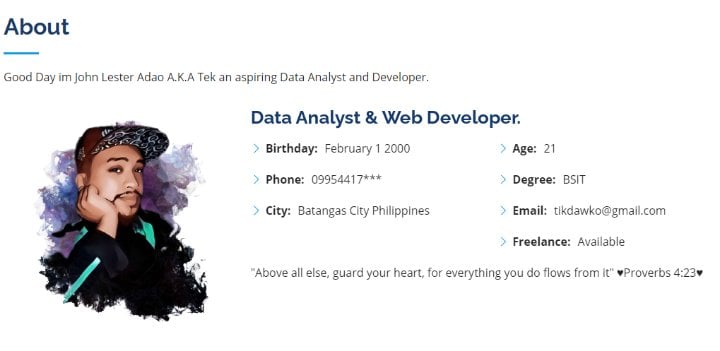 About
Good Day im John Lester Adao A.K.A Tek an aspiring Data Analyst and Developer.
Data Analyst & Web Developer.
Birthday: February 1 2000
Age: 21
Phone: 09954417***
Degree: BSIT
City: Batangas City Philippines
Email: tikdawko@gmail.com
Freelance: Available
"Above all else, guard your heart, for everything you do flows from it" ♥Proverbs 4:23♥